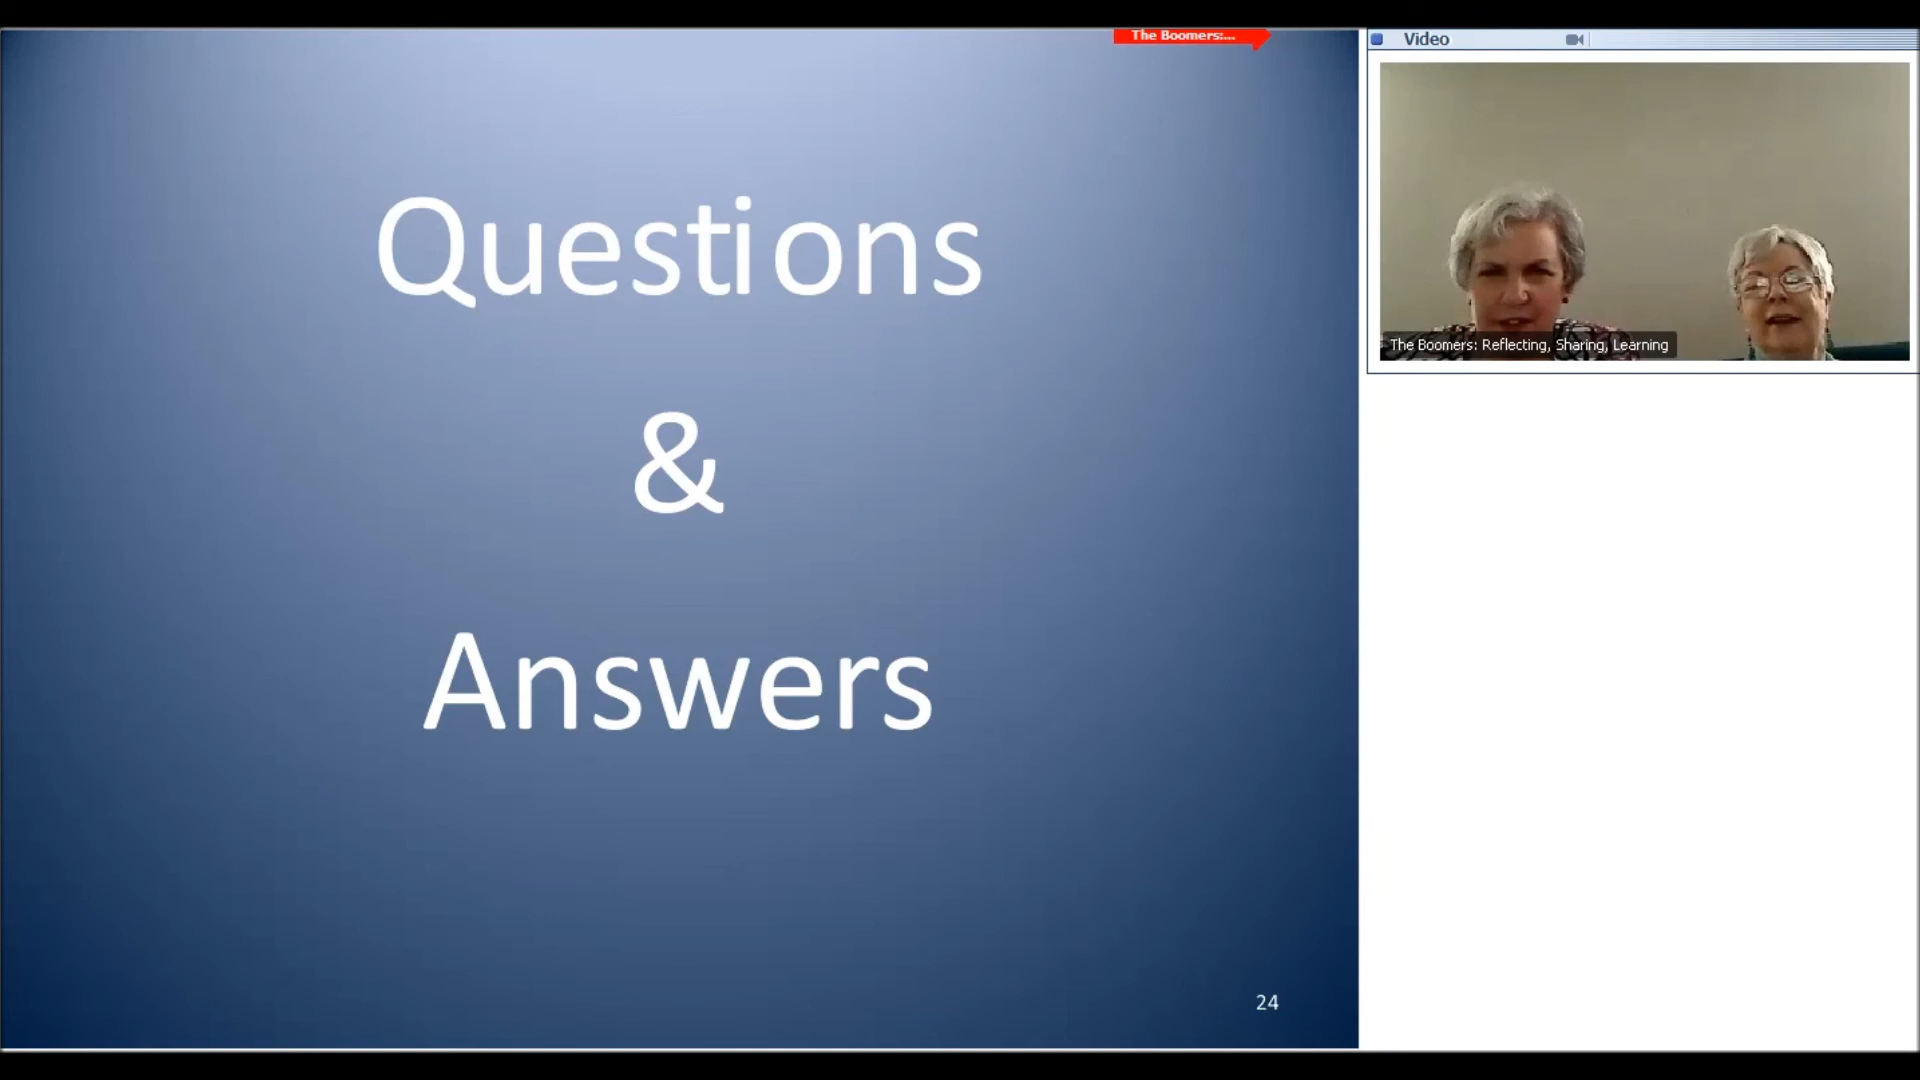 The Boomers:...
Video
Questions
&
Answers
The Boomers: Reflecting, Sharing, Learning
24